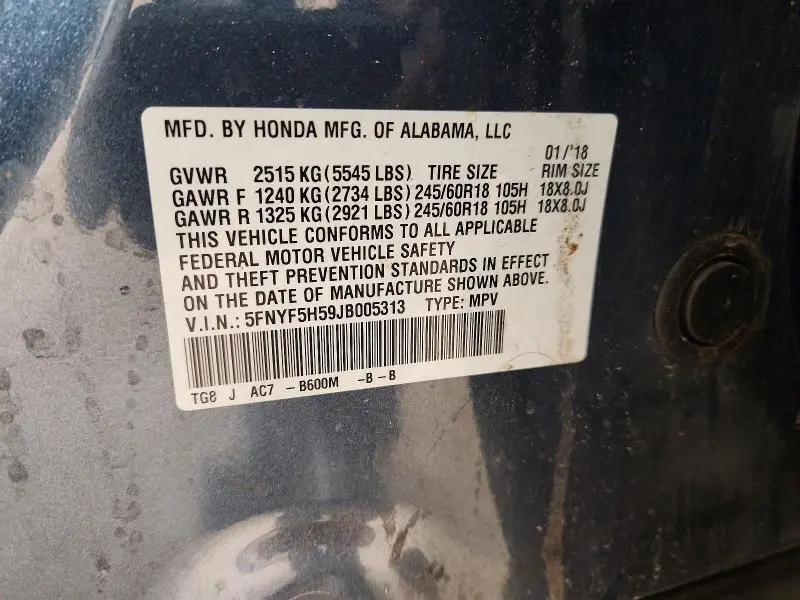 MFD. BY HONDA MFG. OF ALABAMA, LLC
01/'18
GVWR 2515 KG(5545 LBS) TIRE SIZE RIM SIZE
GAWR F 1240 KG(2734 LBS) 245/60R18 105H 18X8.0J
GAWR R 1325 KG(2921 LBS) 245/60R18 105H 18X8.0J
THIS VEHICLE CONFORMS TO ALL APPLICABLE
FEDERAL MOTOR VEHICLE SAFETY
AND THEFT PREVENTION STANDARDS IN EFFECT
ON THE DATE OF MANUFACTURE SHOWN ABOVE.
V.I.N.: 5FNYF5H59JB005313 TYPE: MPV
TG8 J AC7 -B600M -B-B